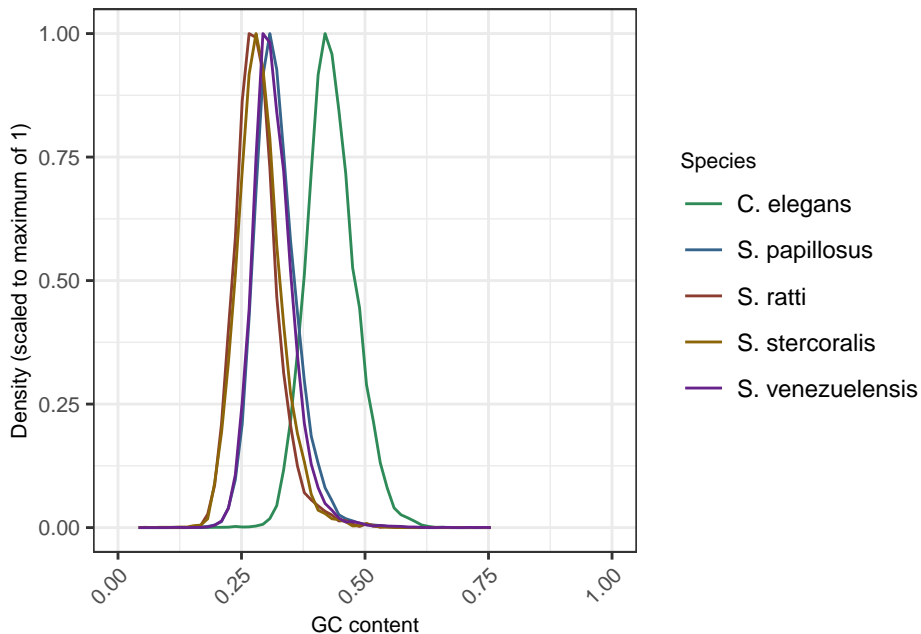 1.00
0.75
0.50
0.25
0.00
Density (scaled to maximum of 1)
0.00
0.25
0.50
0.75
1.00
GC content
Species
C. elegans
S. papillosus
S. ratti
S. stercoralis
S. venezuelensis